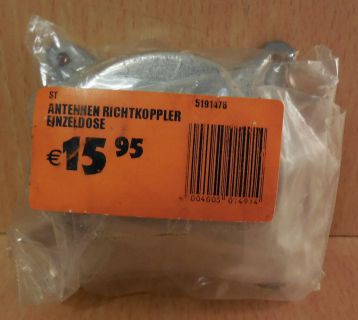 ST
5191476
ANTENNEN RICHTKOPPLER
EINZELDOSE
€15 95